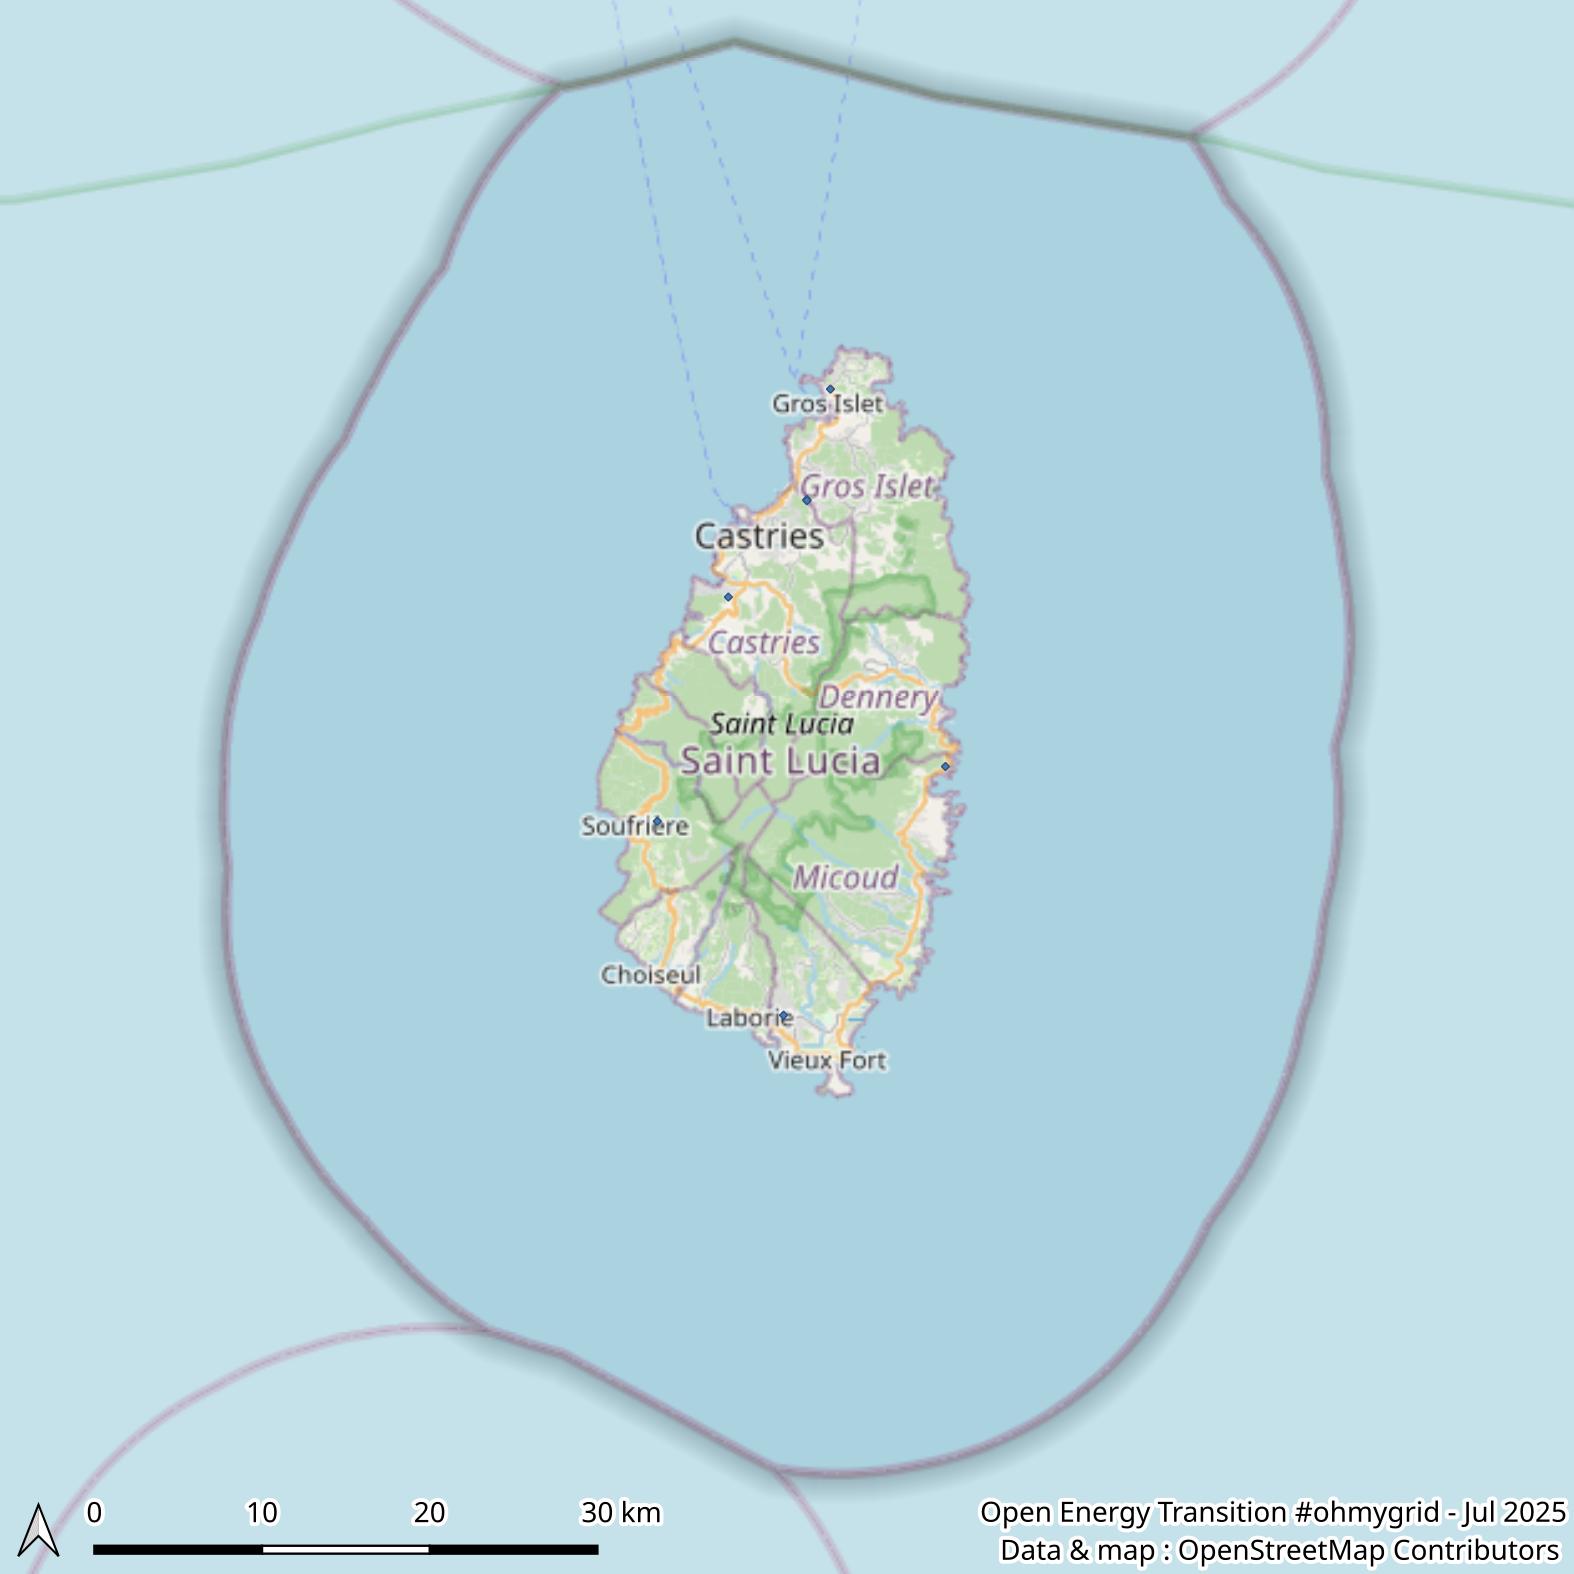 Gros Islet
Gros Islet
Castries
Castries
Dennery
Saint Lucia
Saint Lucia
Soufrière
Micoud
Choiseul
Laborie
Vieux Fort
0 10 20 30 km
Open Energy Transition #ohmygrid - Jul 2025
Data & map : OpenStreetMap Contributors